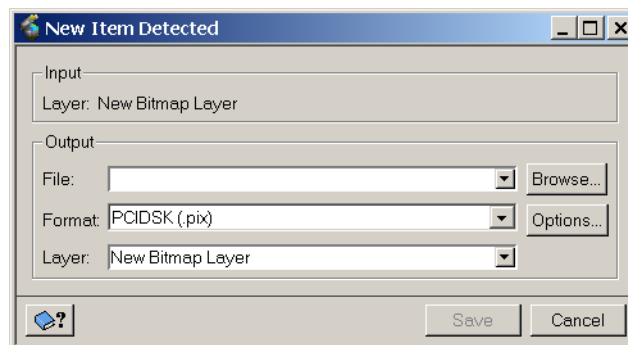 New Item Detected
Input
Layer: New Bitmap Layer
Output
File: Browse...
Format: PCIDSK (.pix) Options...
Layer: New Bitmap Layer
? Save Cancel